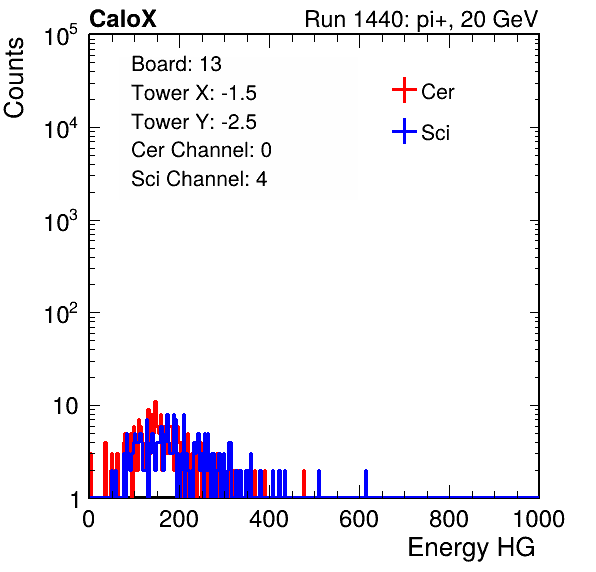 CaloX Run 1440: pi+, 20 GeV
Counts
Board: 13
Tower X: -1.5
Tower Y: -2.5
Cer Channel: 0
Sci Channel: 4
Cer
Sci
10^5
10^4
10^3
10^2
10
1
0 200 400 600 800 1000
Energy HG